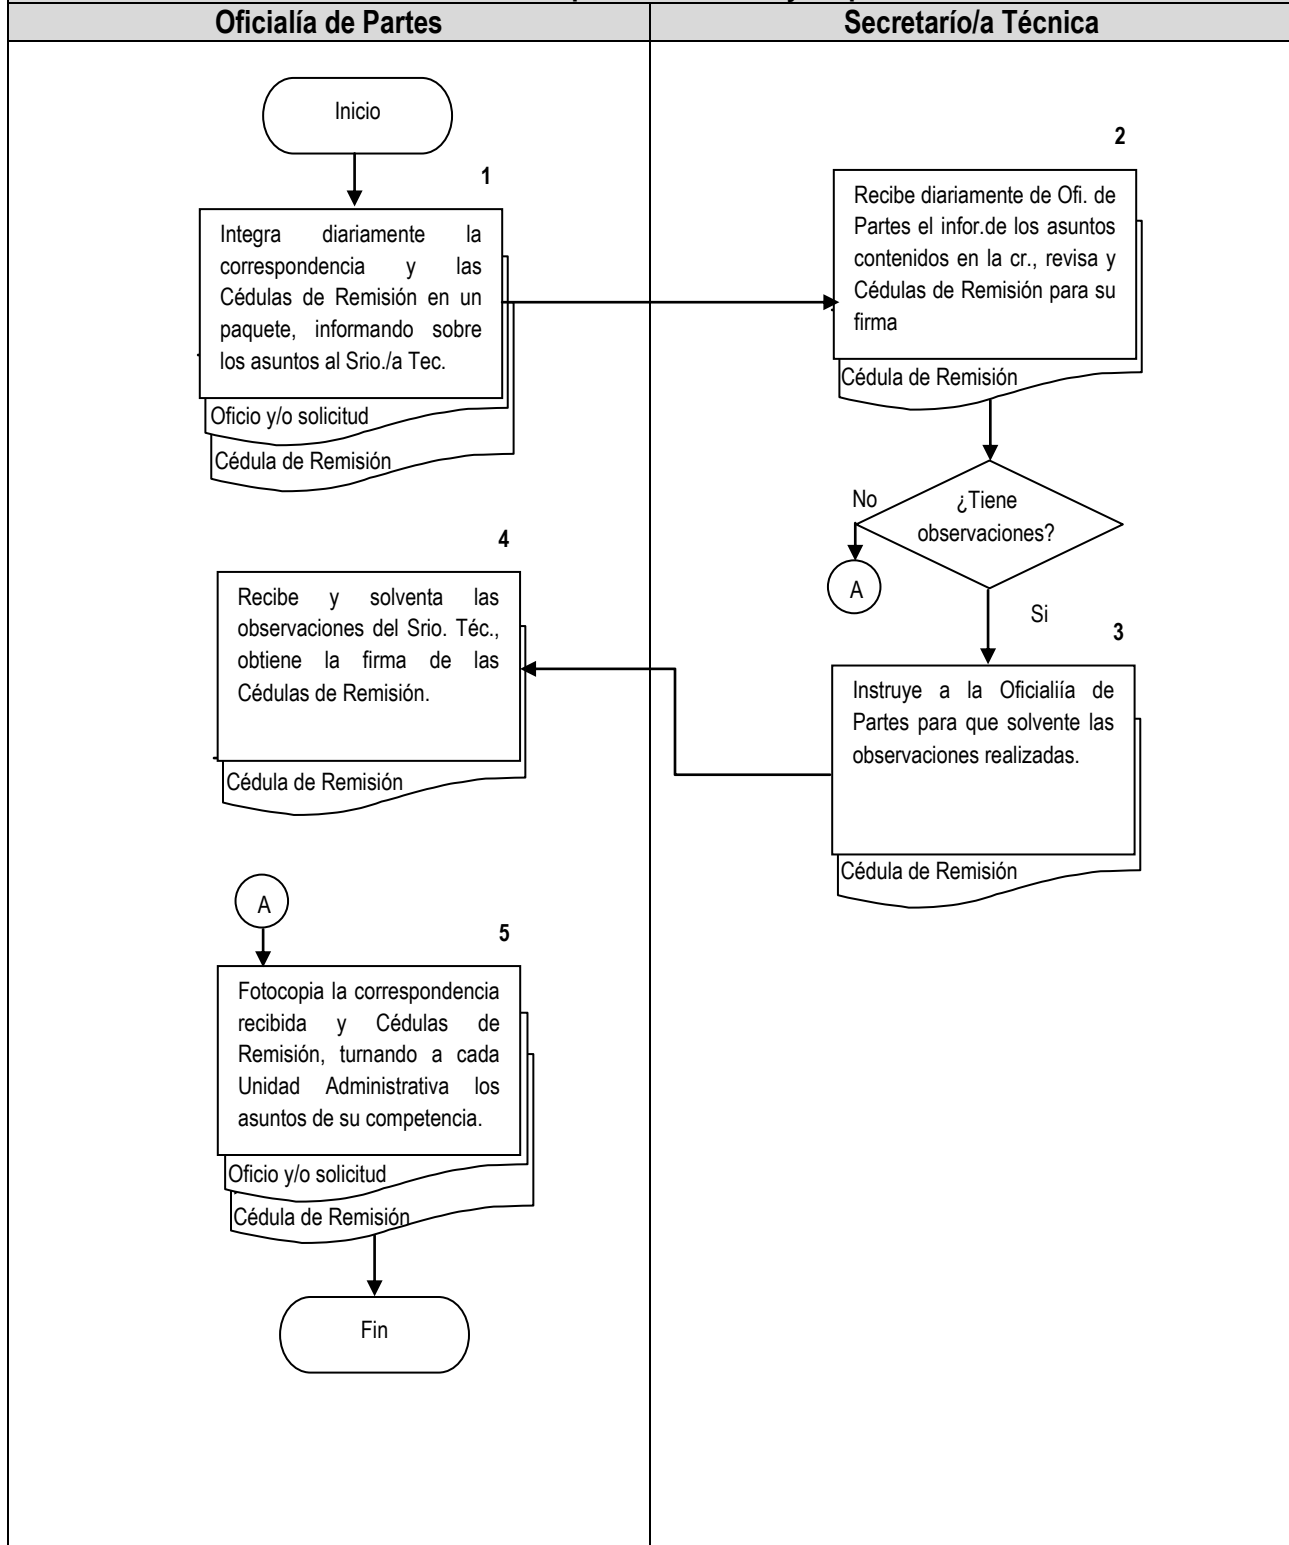 Oficialía de Partes
Secretarío/a Técnica
Inicio
1
Integra diariamente la
correspondencia y las
Cédulas de Remisión en un
paquete, informando sobre
los asuntos al Srio./a Tec.
Oficio y/o solicitud
Cédula de Remisión
2
Recibe diariamente de Ofi. de
Partes el infor.de los asuntos
contenidos en la cr., revisa y
Cédulas de Remisión para su
firma
Cédula de Remisión
¿Tiene
observaciones?
No
A
Si
3
Instruye a la Oficialiía de
Partes para que solvente las
observaciones realizadas.
Cédula de Remisión
4
Recibe y solventa las
observaciones del Srio. Téc.,
obtiene la firma de las
Cédulas de Remisión.
Cédula de Remisión
A
5
Fotocopia la correspondencia
recibida y Cédulas de
Remisión, turnando a cada
Unidad Administrativa los
asuntos de su competencia.
Oficio y/o solicitud
Cédula de Remisión
Fin